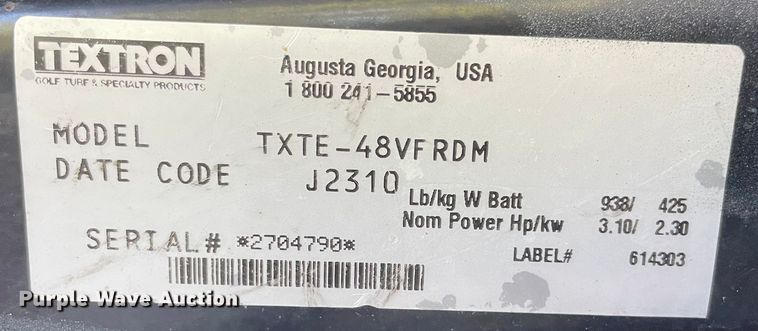 TEXTRON
GOLF TURF & SPECIALTY PRODUCTS
Augusta Georgia, USA
1 800 241-5855
MODEL TXTE-48VFRDM
DATE CODE J2310
Lb/kg W Batt 938/ 425
Nom Power Hp/kw 3.10/ 2.30
SERIAL# *2704790*
LABEL# 614303
Purple Wave Auction